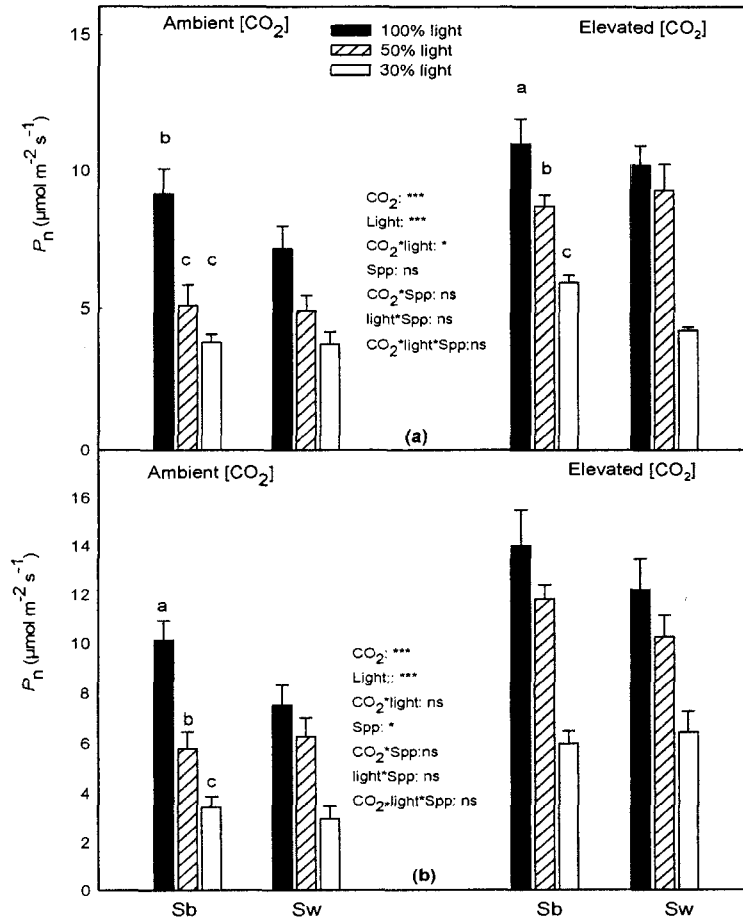 Ambient [CO2]
Elevated [CO2]
100% light
50% light
30% light
15
10
5
0
Pn (µmol m-2 s-1)
b
c
c
a
b
c
CO2: ***
Light: ***
CO2*light: *
Spp: ns
CO2*Spp: ns
light*Spp: ns
CO2*light*Spp:ns
(a)
Ambient [CO2]
Elevated [CO2]
16
14
12
10
8
6
4
2
0
Pn (µmol m-2 s-1)
a
b
c
CO2: ***
Light:: ***
CO2*light: ns
Spp: *
CO2*Spp:ns
light*Spp: ns
CO2*light*Spp: ns
(b)
Sb
Sw
Sb
Sw